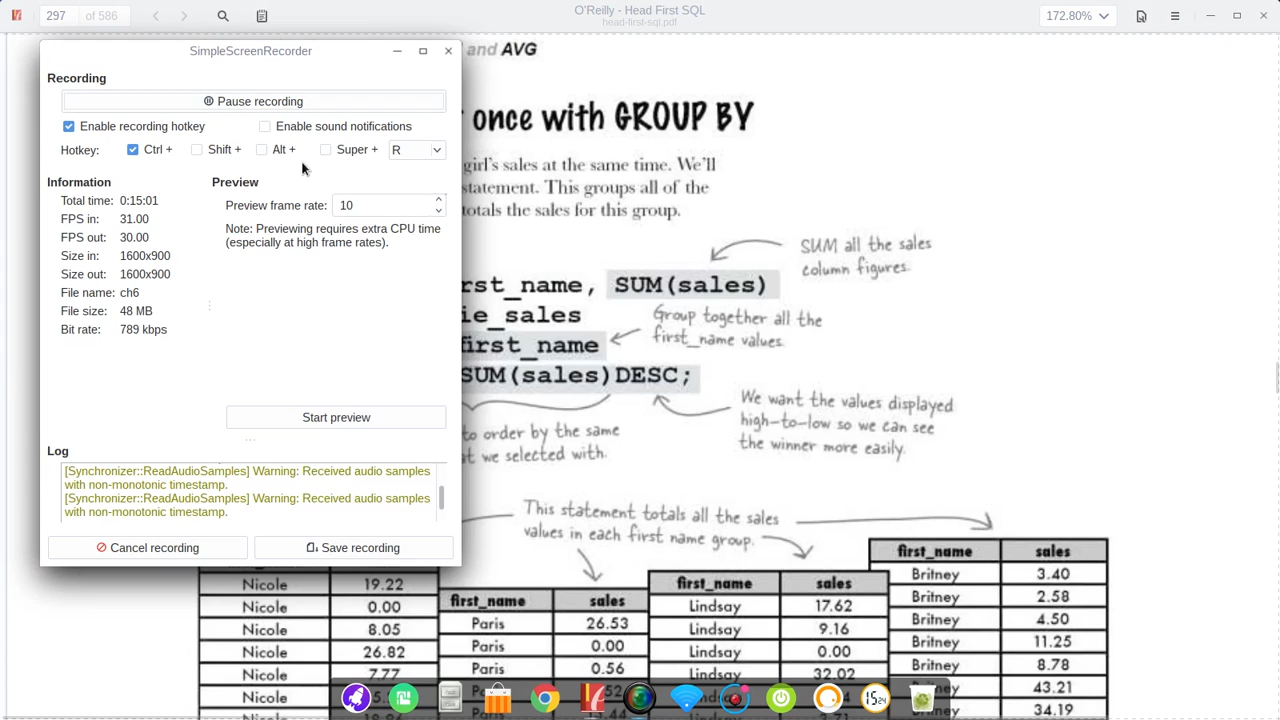 297
of 586
O'Reilly - Head First SQL
head-first-sql.pdf
172.80%
SimpleScreenRecorder
Recording
Pause recording
Enable recording hotkey
Enable sound notifications
Hotkey:
Ctrl +
Shift +
Alt +
Super +
R
Information
Total time: 0:15:01
FPS in: 31.00
FPS out: 30.00
Size in: 1600x900
Size out: 1600x900
File name: ch6
File size: 48 MB
Bit rate: 789 kbps
Preview
Preview frame rate: 10
Note: Previewing requires extra CPU time
(especially at high frame rates).
Start preview
Log
[Synchronizer::ReadAudioSamples] Warning: Received audio samples
with non-monotonic timestamp.
[Synchronizer::ReadAudioSamples] Warning: Received audio samples
with non-monotonic timestamp.
Cancel recording
Save recording
and AVG
once with GROUP BY
girl's sales at the same time. We'll
statement. This groups all of the
totals the sales for this group.
SUM all the sales
column figures.
rst_name, SUM(sales)
ie_sales
first_name
SUM(sales)DESC;
Group together all the
first_name values.
We want the values displayed
high-to-low so we can see
the winner more easily.
to order by the same
at we selected with.
This statement totals all the sales
values in each first name group.
Nicole 19.22
Nicole 0.00
Nicole 8.05
Nicole 26.82
Nicole 7.77
Nicole
first_name sales
Paris 26.53
Paris 0.00
Paris 0.56
first_name sales
Lindsay 17.62
Lindsay 9.16
Lindsay 0.00
Lindsay 32.02
first_name sales
Britney 3.40
Britney 2.58
Britney 4.50
Britney 11.25
Britney 8.78
43.21
Britney 34.19